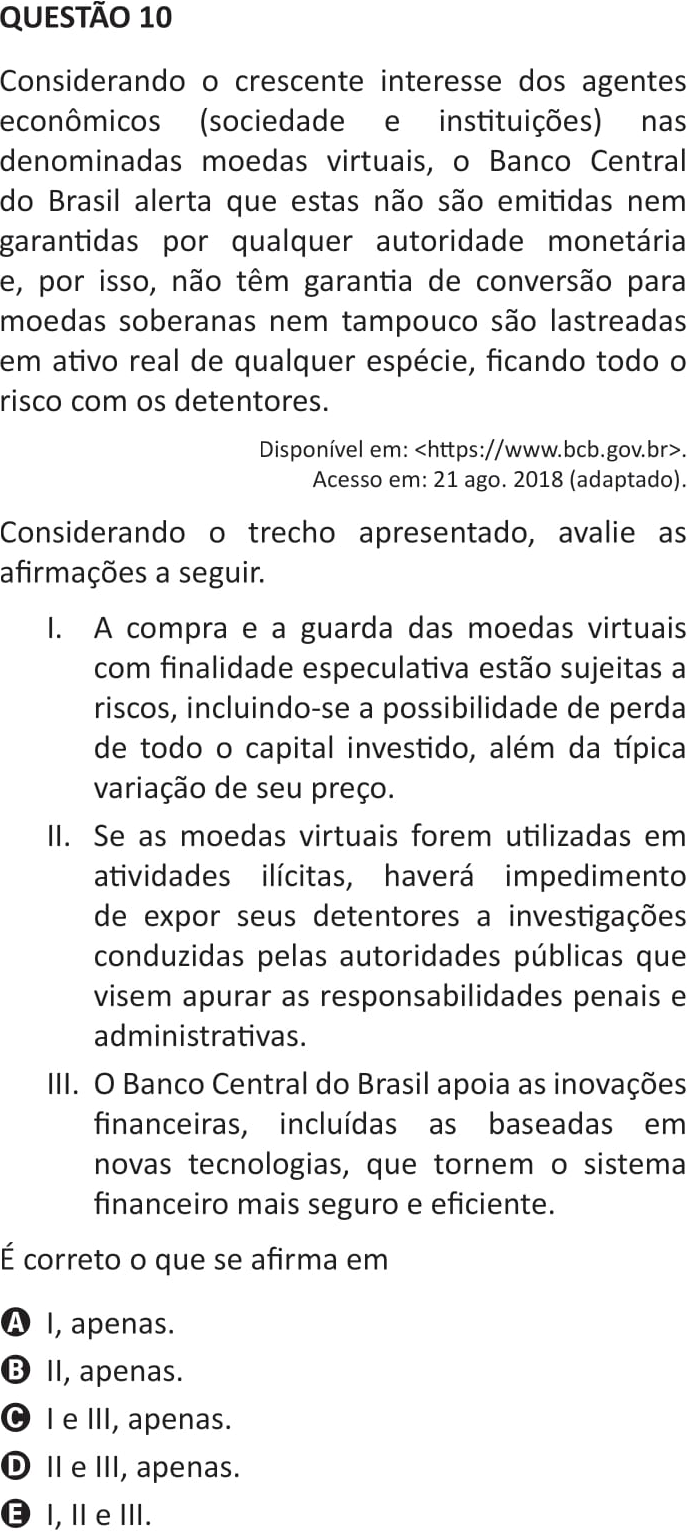 QUESTÃO 10
Considerando o crescente interesse dos agentes
econômicos (sociedade e instituições) nas
denominadas moedas virtuais, o Banco Central
do Brasil alerta que estas não são emitidas nem
garantidas por qualquer autoridade monetária
e, por isso, não têm garantia de conversão para
moedas soberanas nem tampouco são lastreadas
em ativo real de qualquer espécie, ficando todo o
risco com os detentores.
Disponível em: <https://www.bcb.gov.br>.
Acesso em: 21 ago. 2018 (adaptado).
Considerando o trecho apresentado, avalie as
afirmações a seguir.
I. A compra e a guarda das moedas virtuais
com finalidade especulativa estão sujeitas a
riscos, incluindo-se a possibilidade de perda
de todo o capital investido, além da típica
variação de seu preço.
II. Se as moedas virtuais forem utilizadas em
atividades ilícitas, haverá impedimento
de expor seus detentores a investigações
conduzidas pelas autoridades públicas que
visem apurar as responsabilidades penais e
administrativas.
III. O Banco Central do Brasil apoia as inovações
financeiras, incluídas as baseadas em
novas tecnologias, que tornem o sistema
financeiro mais seguro e eficiente.
É correto o que se afirma em
A I, apenas.
B II, apenas.
C I e III, apenas.
D II e III, apenas.
E I, II e III.